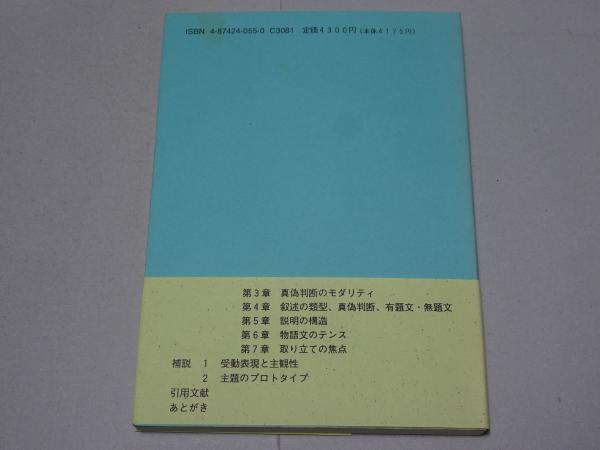 ISBN 4-87424-055-0 C3081 定価4300円(本体4175円)
第3章 真偽判断のモダリティ
第4章 叙述の類型、真偽判断、有題文・無題文
第5章 説明の構造
第6章 物語文のテンス
第7章 取り立ての焦点
補説 1 受動表現と主観性
2 主題のプロトタイプ
引用文献
あとがき